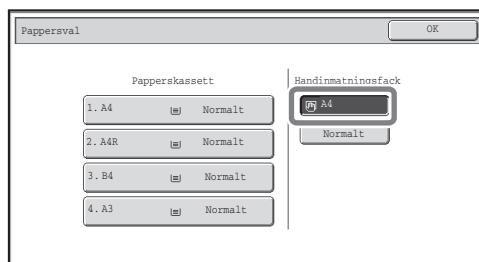 Pappersval
OK
Papperskassett
1. A4 Normalt
2. A4R Normalt
3. B4 Normalt
4. A3 Normalt
Handinmatningsfack
A4
Normalt